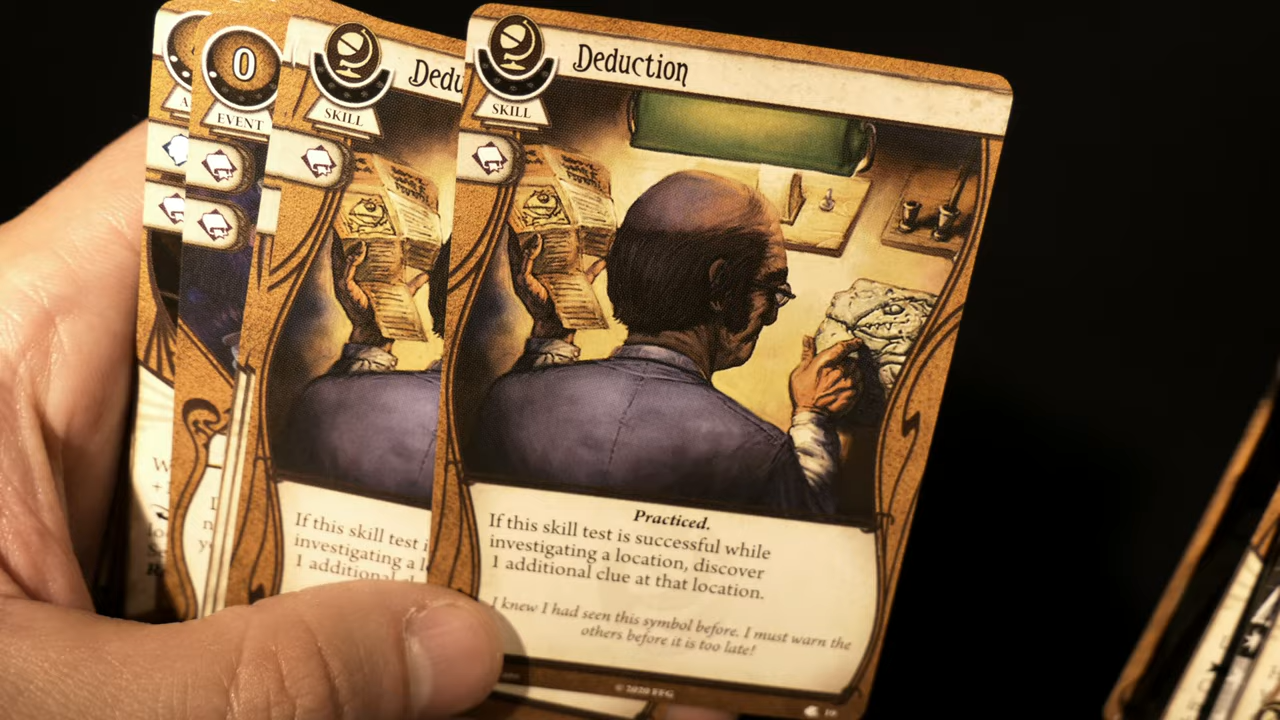 0
EVENT
SKILL
Dedu
If this skill test i
investigating a l
1 additional
Deduction
SKILL
Practiced.
If this skill test is successful while
investigating a location, discover
1 additional clue at that location.
I knew I had seen this symbol before. I must warn the
others before it is too late!
© 2020 FFG